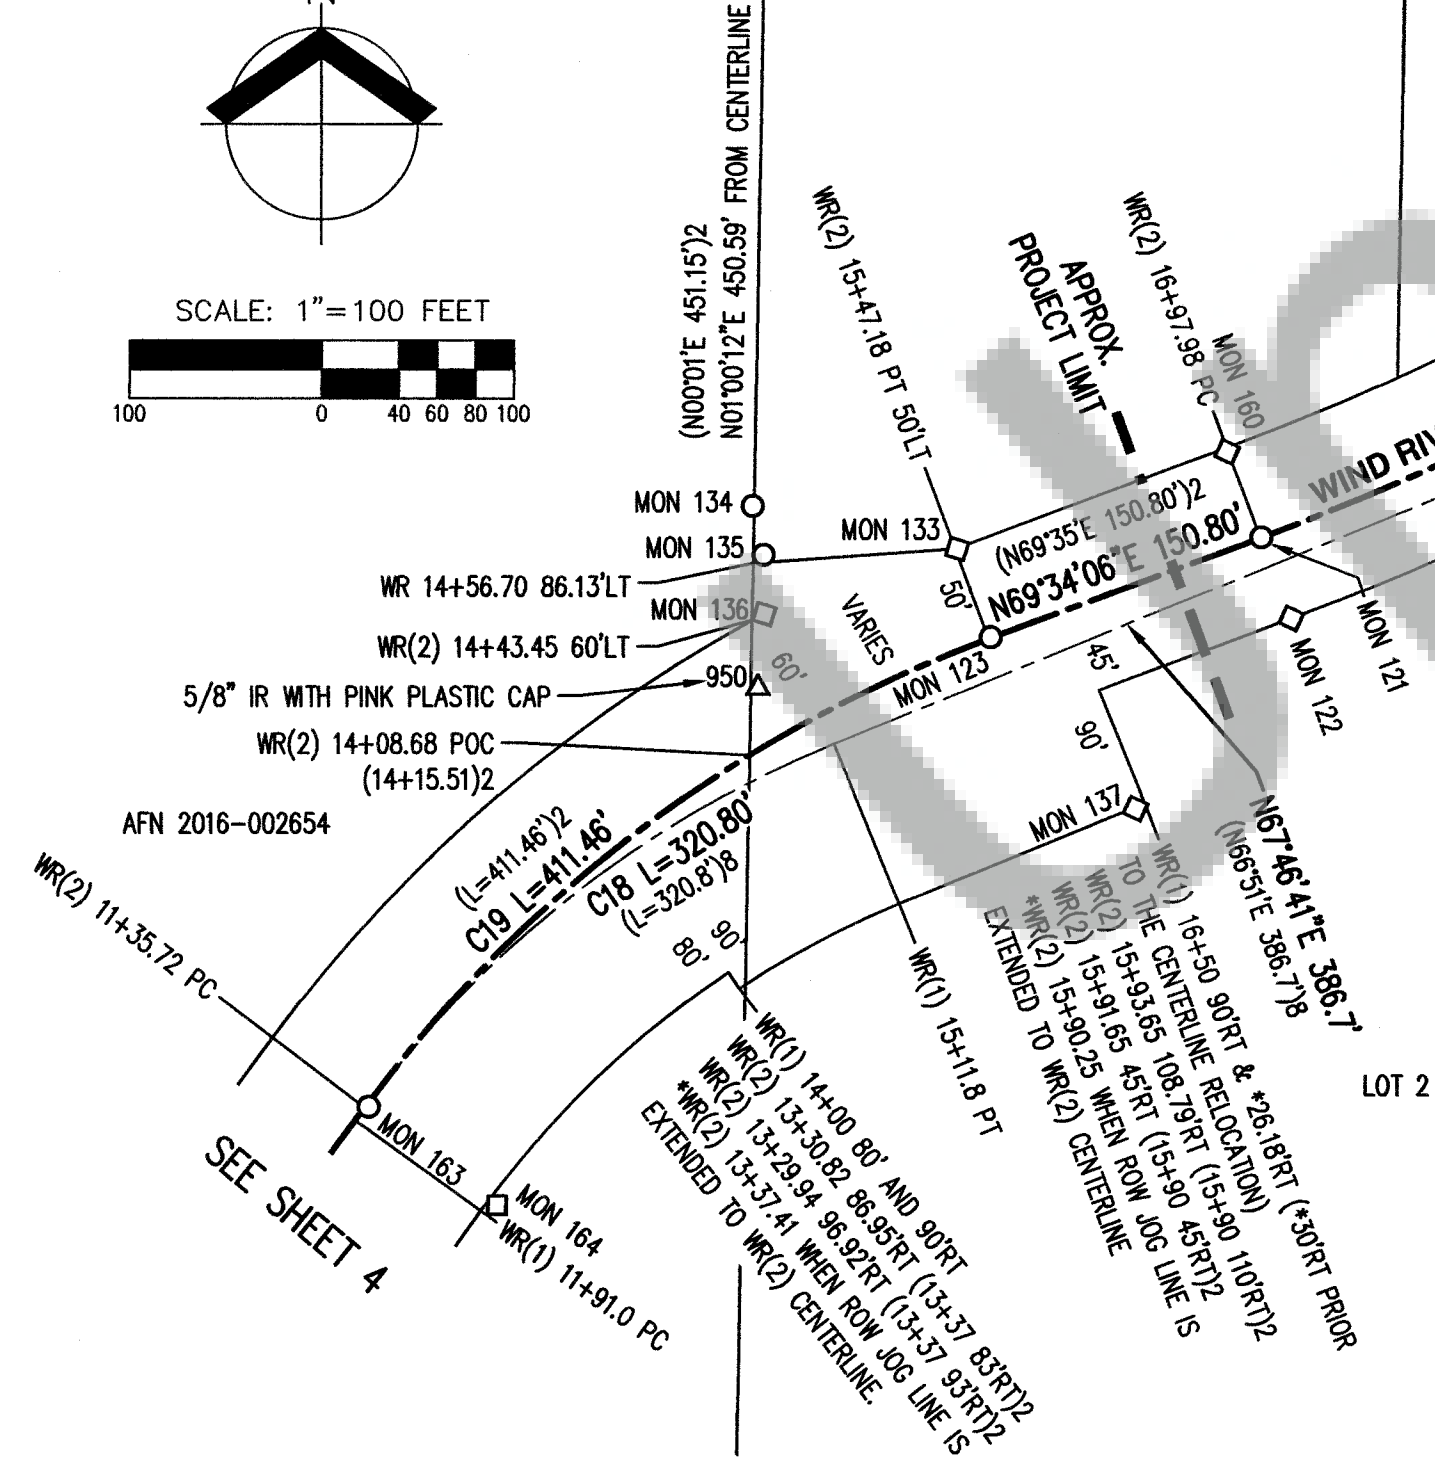 N
SCALE: 1"=100 FEET
100 0 40 60 80 100
(N00°01'E 451.15')2
N01°00'12"E 450.59' FROM CENTERLINE
WR(2) 15+47.18 PT 50'LT
APPROX.
PROJECT LIMIT
WR(2) 16+97.98 PC
MON 160
WIND RIV
MON 134
MON 135
MON 133
(N69°35'E 150.80')2
N69°34'06"E 150.80'
50'
WR 14+56.70 86.13'LT
MON 136
WR(2) 14+43.45 60'LT
VARIES
60'
950
5/8" IR WITH PINK PLASTIC CAP
MON 123
45'
MON 121
MON 122
WR(2) 14+08.68 POC
(14+15.51)2
90'
AFN 2016-002654
MON 137
N67°46'41"E 386.7'
(N66°51'E 386.7')8
(L=411.46')2
C19 L=411.46'
C18 L=320.80'
(L=320.8')8
WR(2) 11+35.72 PC
90'
80'
WR(1) 15+11.8 PT
WR(1) 16+50 90'RT & *26.18'RT (*30'RT PRIOR
TO THE CENTERLINE RELOCATION)
WR(2) 15+93.65 108.79'RT (15+90 110'RT)2
WR(2) 15+91.65 45'RT (15+90 45'RT)2
*WR(2) 15+90.25 WHEN ROW JOG LINE IS
EXTENDED TO WR(2) CENTERLINE
LOT 2
WR(1) 14+00 80' AND 90'RT
WR(2) 13+30.82 86.95'RT (13+37 83'RT)2
WR(2) 13+29.94 96.92'RT (13+37 93'RT)2
*WR(2) 13+37.41 WHEN ROW JOG LINE IS
EXTENDED TO WR(2) CENTERLINE.
MON 163
SEE SHEET 4
MON 164
WR(1) 11+91.0 PC